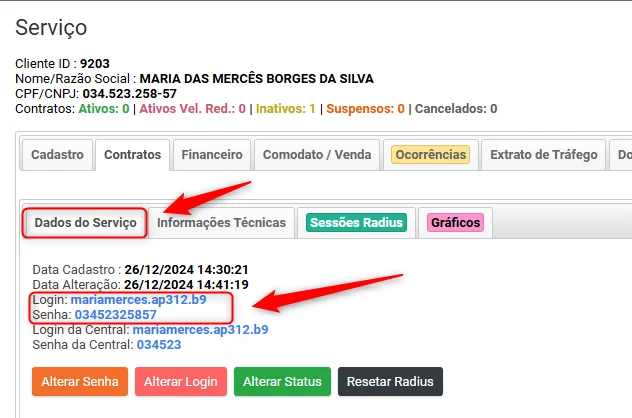 Serviço
Cliente ID : 9203
Nome/Razão Social : MARIA DAS MERCÊS BORGES DA SILVA
CPF/CNPJ: 034.523.258-57
Contratos: Ativos: 0 | Ativos Vel. Red.: 0 | Inativos: 1 | Suspensos: 0 | Cancelados: 0
Cadastro Contratos Financeiro Comodato / Venda Ocorrências Extrato de Tráfego Do
Dados do Serviço Informações Técnicas Sessões Radius Gráficos
Data Cadastro : 26/12/2024 14:30:21
Data Alteração: 26/12/2024 14:41:19
Login: mariamerces.ap312.b9
Senha: 03452325857
Login da Central: mariamerces.ap312.b9
Senha da Central: 034523
Alterar Senha Alterar Login Alterar Status Resetar Radius